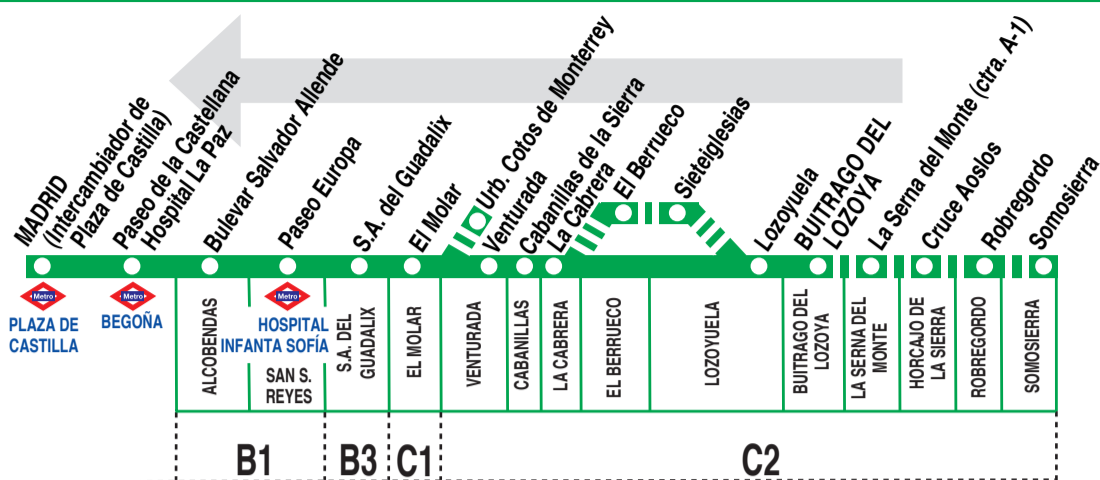 MADRID
(Intercambiador de
Plaza de Castilla)
Paseo de la Castellana
Hospital La Paz
Bulevar Salvador Allende
Paseo Europa
S.A. del Guadalix
El Molar
Urb. Cotos de Monterrey
Venturada
Cabanillas de la Sierra
La Cabrera
El Berrueco
Sieteiglesias
Lozoyuela
BUITRAGO DEL
LOZOYA
La Serna del Monte (ctra. A-1)
Cruce Aoslos
Robregordo
Somosierra
Metro
PLAZA DE
CASTILLA
Metro
BEGOÑA
Metro
HOSPITAL
INFANTA SOFÍA
ALCOBENDAS
SAN S.
REYES
S.A. DEL
GUADALIX
EL MOLAR
VENTURADA
CABANILLAS
LA CABRERA
EL BERRUECO
LOZOYUELA
BUITRAGO DEL
LOZOYA
LA SERNA DEL
MONTE
HORCAJO DE
LA SIERRA
ROBREGORDO
SOMOSIERRA
B1
B3
C1
C2